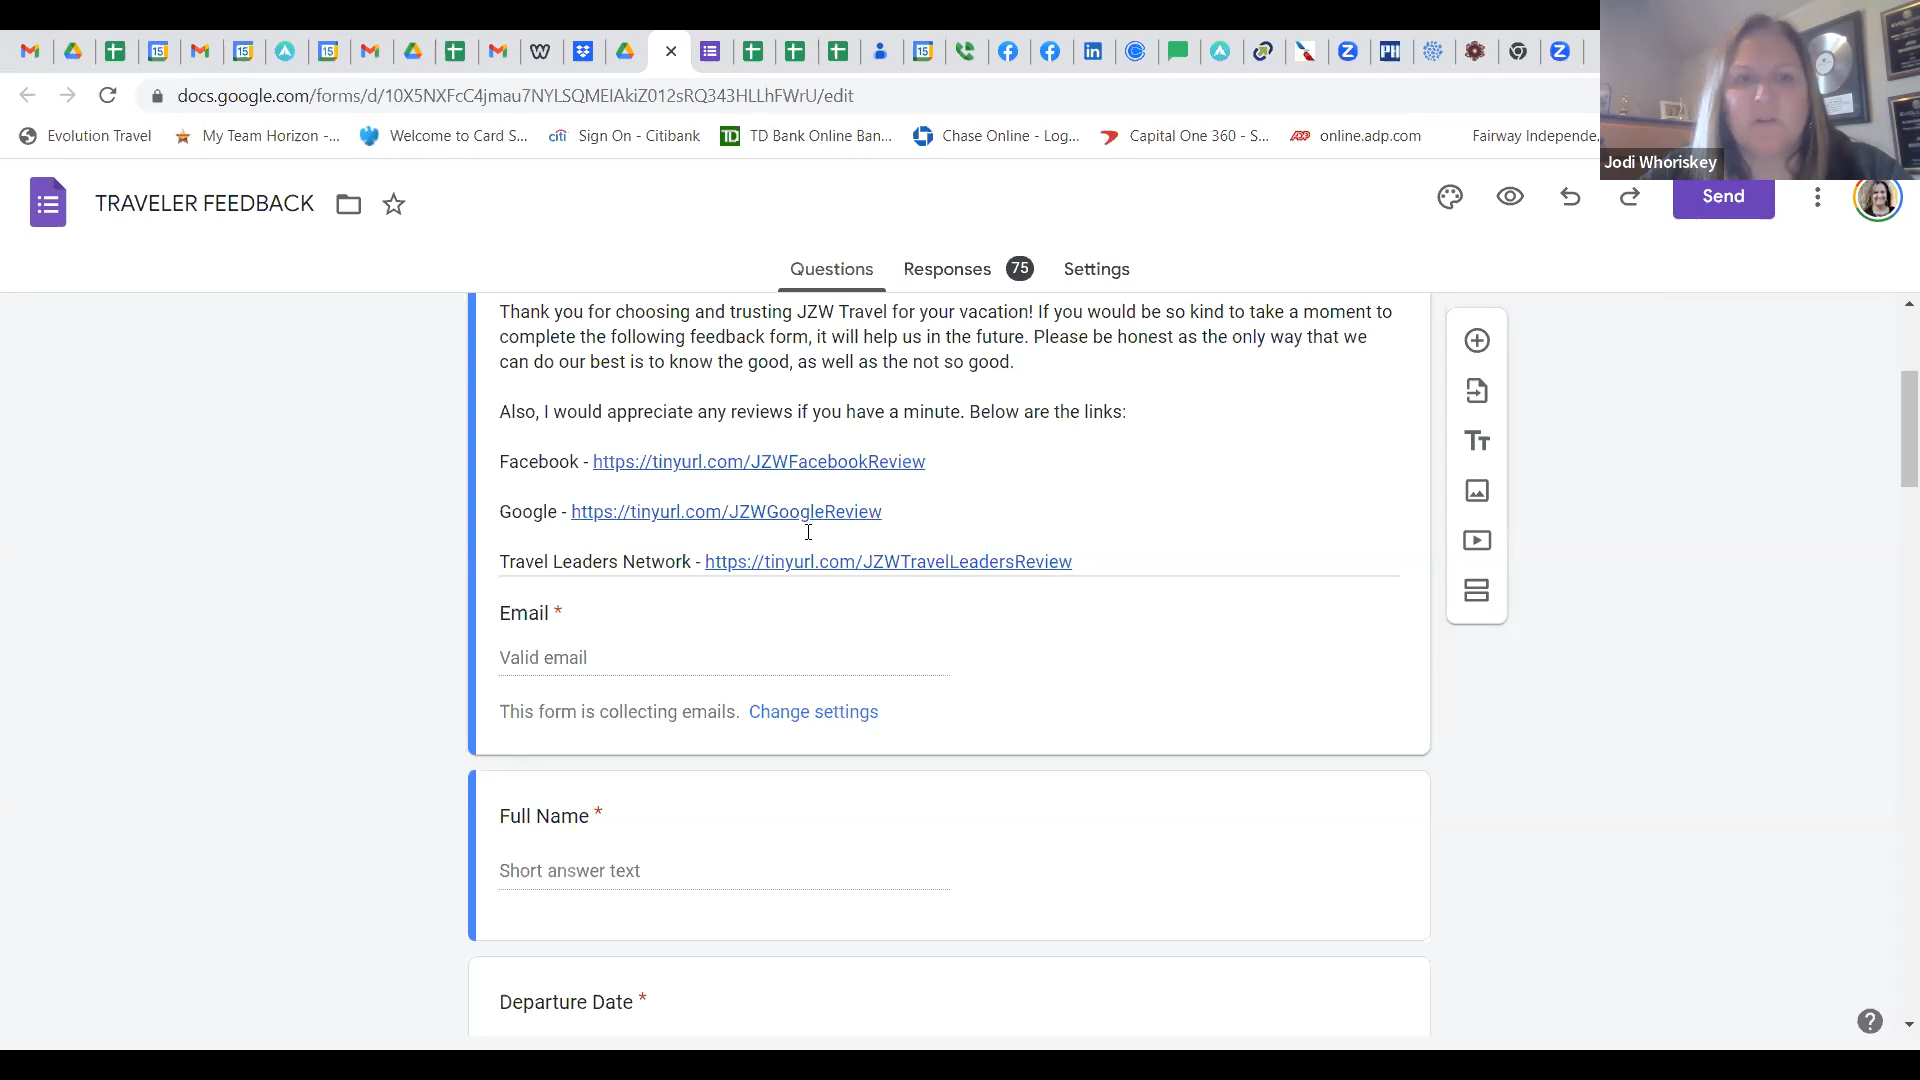 docs.google.com/forms/d/10X5NXFcC4jmau7NYLSQMEIAkiZ012sRQ343HLLhFWrU/edit
Evolution Travel
My Team Horizon -...
Welcome to Card S...
citi Sign On - Citibank
TD TD Bank Online Ban...
Chase Online - Log...
Capital One 360 - S...
ADP online.adp.com
Fairway Independe...
Jodi Whoriskey
TRAVELER FEEDBACK
Send
Questions
Responses 75
Settings
Thank you for choosing and trusting JZW Travel for your vacation! If you would be so kind to take a moment to
complete the following feedback form, it will help us in the future. Please be honest as the only way that we
can do our best is to know the good, as well as the not so good.
Also, I would appreciate any reviews if you have a minute. Below are the links:
Facebook - https://tinyurl.com/JZWFacebookReview
Google - https://tinyurl.com/JZWGoogleReview
Travel Leaders Network - https://tinyurl.com/JZWTravelLeadersReview
Email *
Valid email
This form is collecting emails. Change settings
Full Name *
Short answer text
Departure Date *